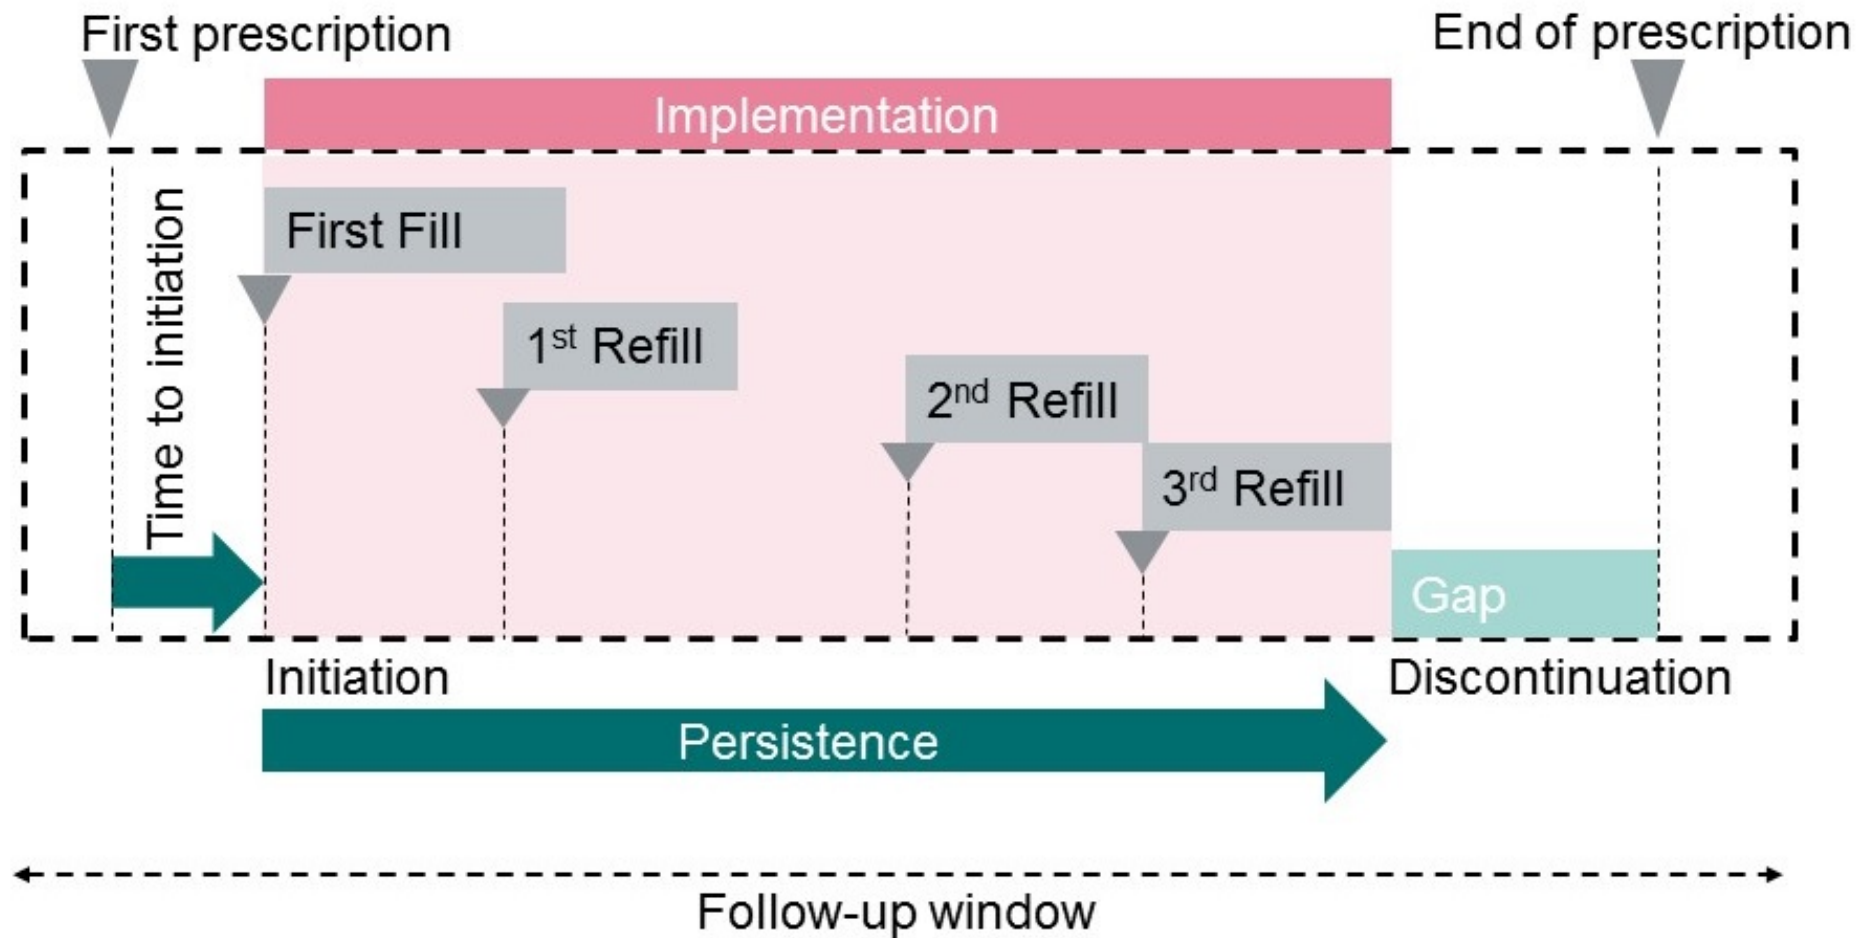 First prescription
End of prescription
Implementation
Time to initiation
First Fill
1st Refill
2nd Refill
3rd Refill
Gap
Initiation
Discontinuation
Persistence
Follow-up window